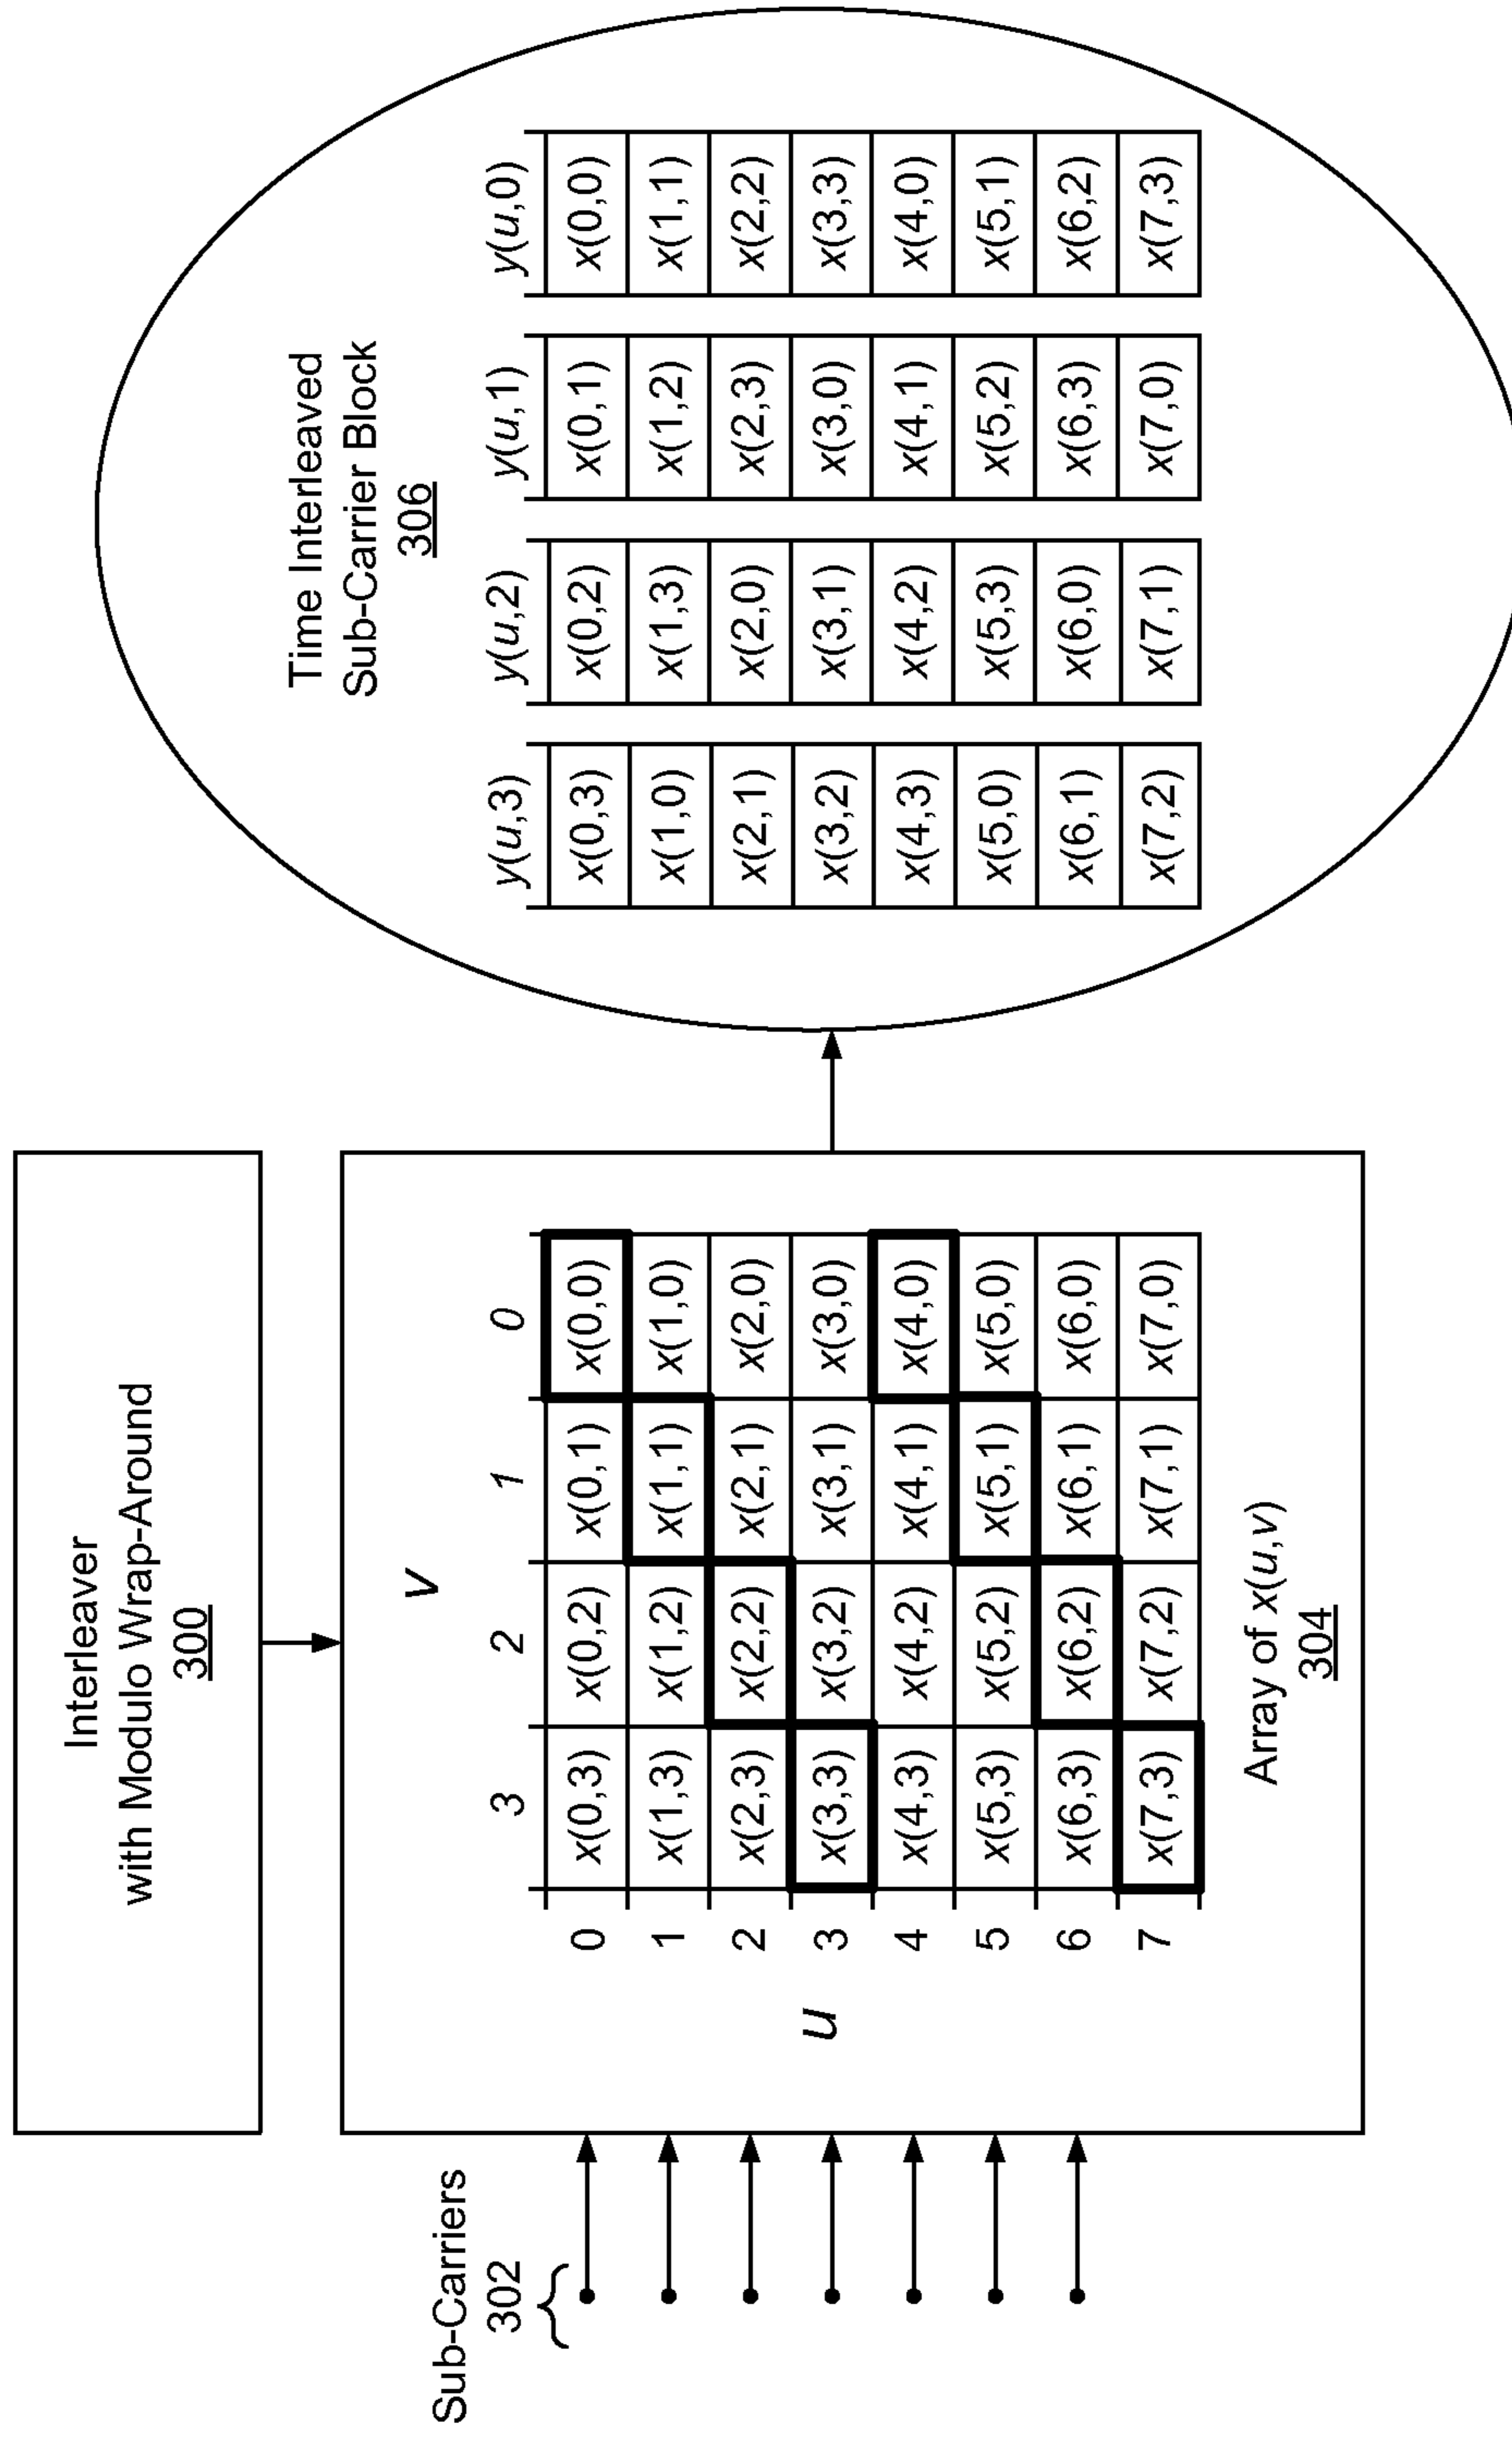 Interleaver
with Modulo Wrap-Around
300
Sub-Carriers
302
v
3 2 1 0
u
0 x(0,3) x(0,2) x(0,1) x(0,0)
1 x(1,3) x(1,2) x(1,1) x(1,0)
2 x(2,3) x(2,2) x(2,1) x(2,0)
3 x(3,3) x(3,2) x(3,1) x(3,0)
4 x(4,3) x(4,2) x(4,1) x(4,0)
5 x(5,3) x(5,2) x(5,1) x(5,0)
6 x(6,3) x(6,2) x(6,1) x(6,0)
7 x(7,3) x(7,2) x(7,1) x(7,0)
Array of x(u,v)
304
Time Interleaved
Sub-Carrier Block
306
y(u,3) y(u,2) y(u,1) y(u,0)
x(0,3) x(0,2) x(0,1) x(0,0)
x(1,0) x(1,3) x(1,2) x(1,1)
x(2,1) x(2,0) x(2,3) x(2,2)
x(3,2) x(3,1) x(3,0) x(3,3)
x(4,3) x(4,2) x(4,1) x(4,0)
x(5,0) x(5,3) x(5,2) x(5,1)
x(6,1) x(6,0) x(6,3) x(6,2)
x(7,2) x(7,1) x(7,0) x(7,3)